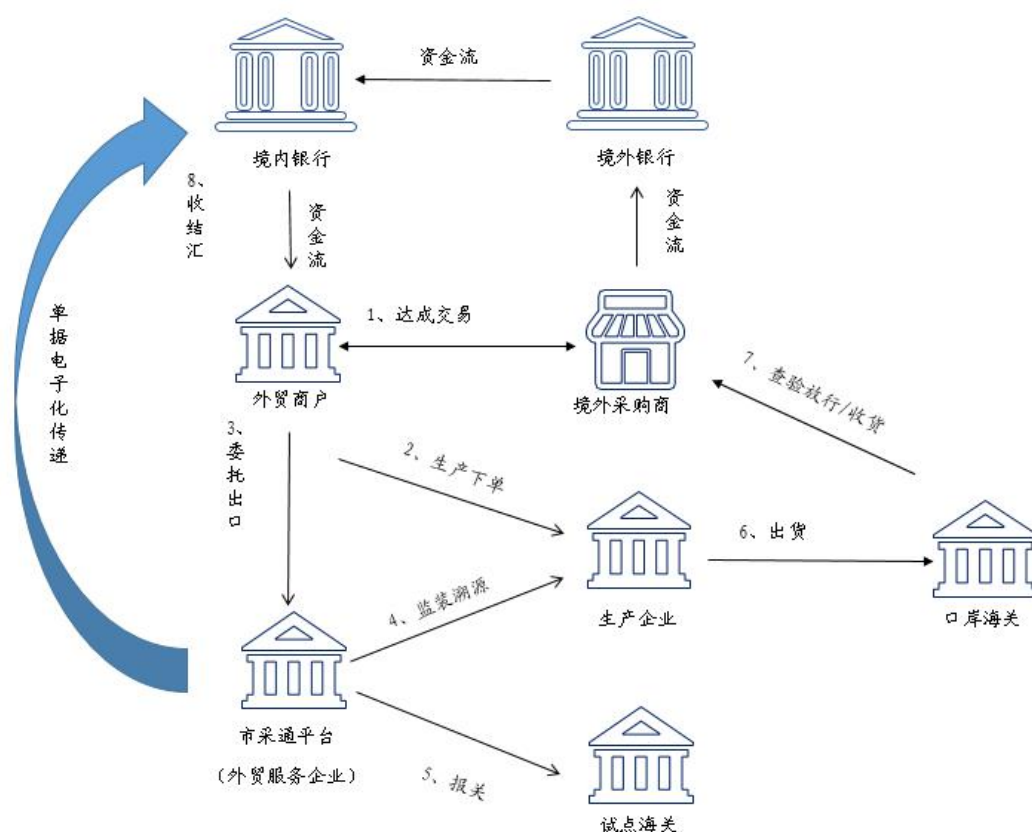 资金流
境内银行
境外银行
8、收结汇
资金流
资金流
单据电子化传递
1、达成交易
外贸商户
境外采购商
7、查验放行/收货
3、委托出口
2、生产下单
6、出货
4、监装溯源
生产企业
口岸海关
市采通平台
（外贸服务企业）
5、报关
试点海关